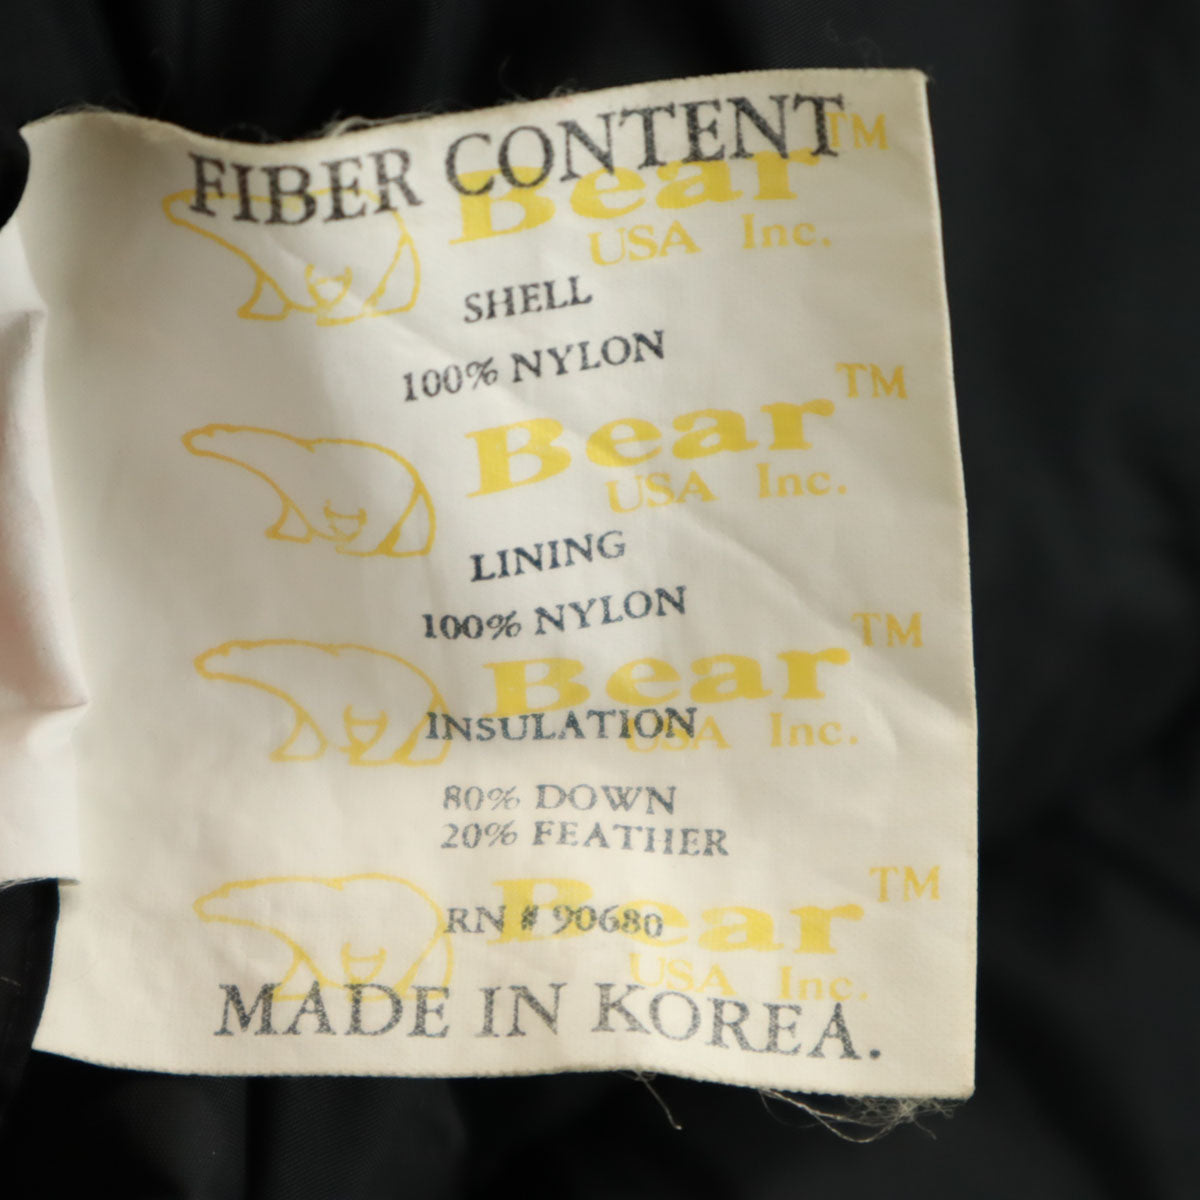 FIBER CONTENT
Bear™
USA Inc.
SHELL
100% NYLON
Bear™
USA Inc.
LINING
100% NYLON
Bear™
INSULATION
USA Inc.
80% DOWN
20% FEATHER
Bear™
RN # 90680
USA Inc.
MADE IN KOREA.